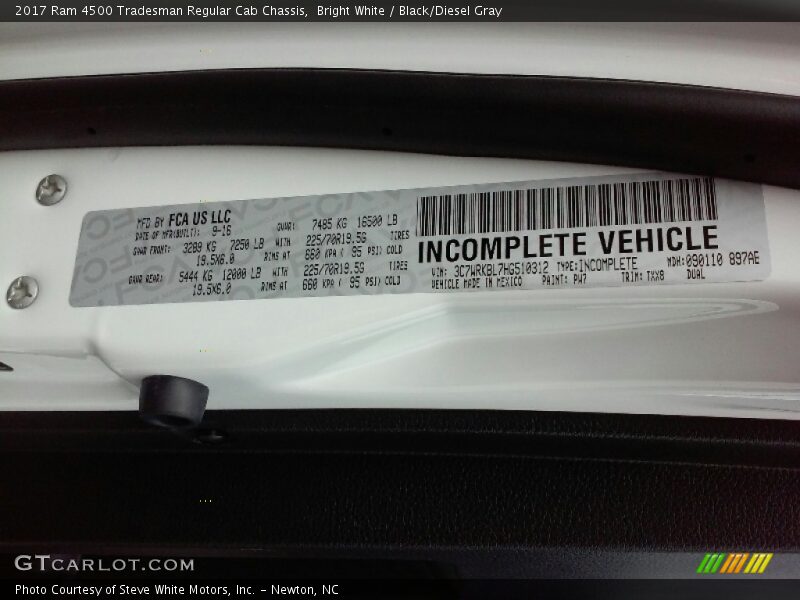 2017 Ram 4500 Tradesman Regular Cab Chassis,  Bright White / Black/Diesel Gray
MFD BY FCA US LLC
DATE OF MFR(BUILT): 9-16 GVWR: 7485 KG 16500 LB
GAWR FRONT: 3289 KG 7250 LB WITH 225/70R19.5G TIRES
19.5X6.0 RIMS AT 660 KPA ( 95 PSI) COLD
GAWR REAR: 5444 KG 12000 LB WITH 225/70R19.5G TIRES
19.5X6.0 RIMS AT 660 KPA ( 95 PSI) COLD
INCOMPLETE VEHICLE
VIN: 3C7WRKBL7HG510312 TYPE:INCOMPLETE MDH:090110 897AE
VEHICLE MADE IN MEXICO PAINT: PW7 TRIM: TXX8 DUAL
GTCARLOT.COM
Photo Courtesy of Steve White Motors, Inc. – Newton, NC